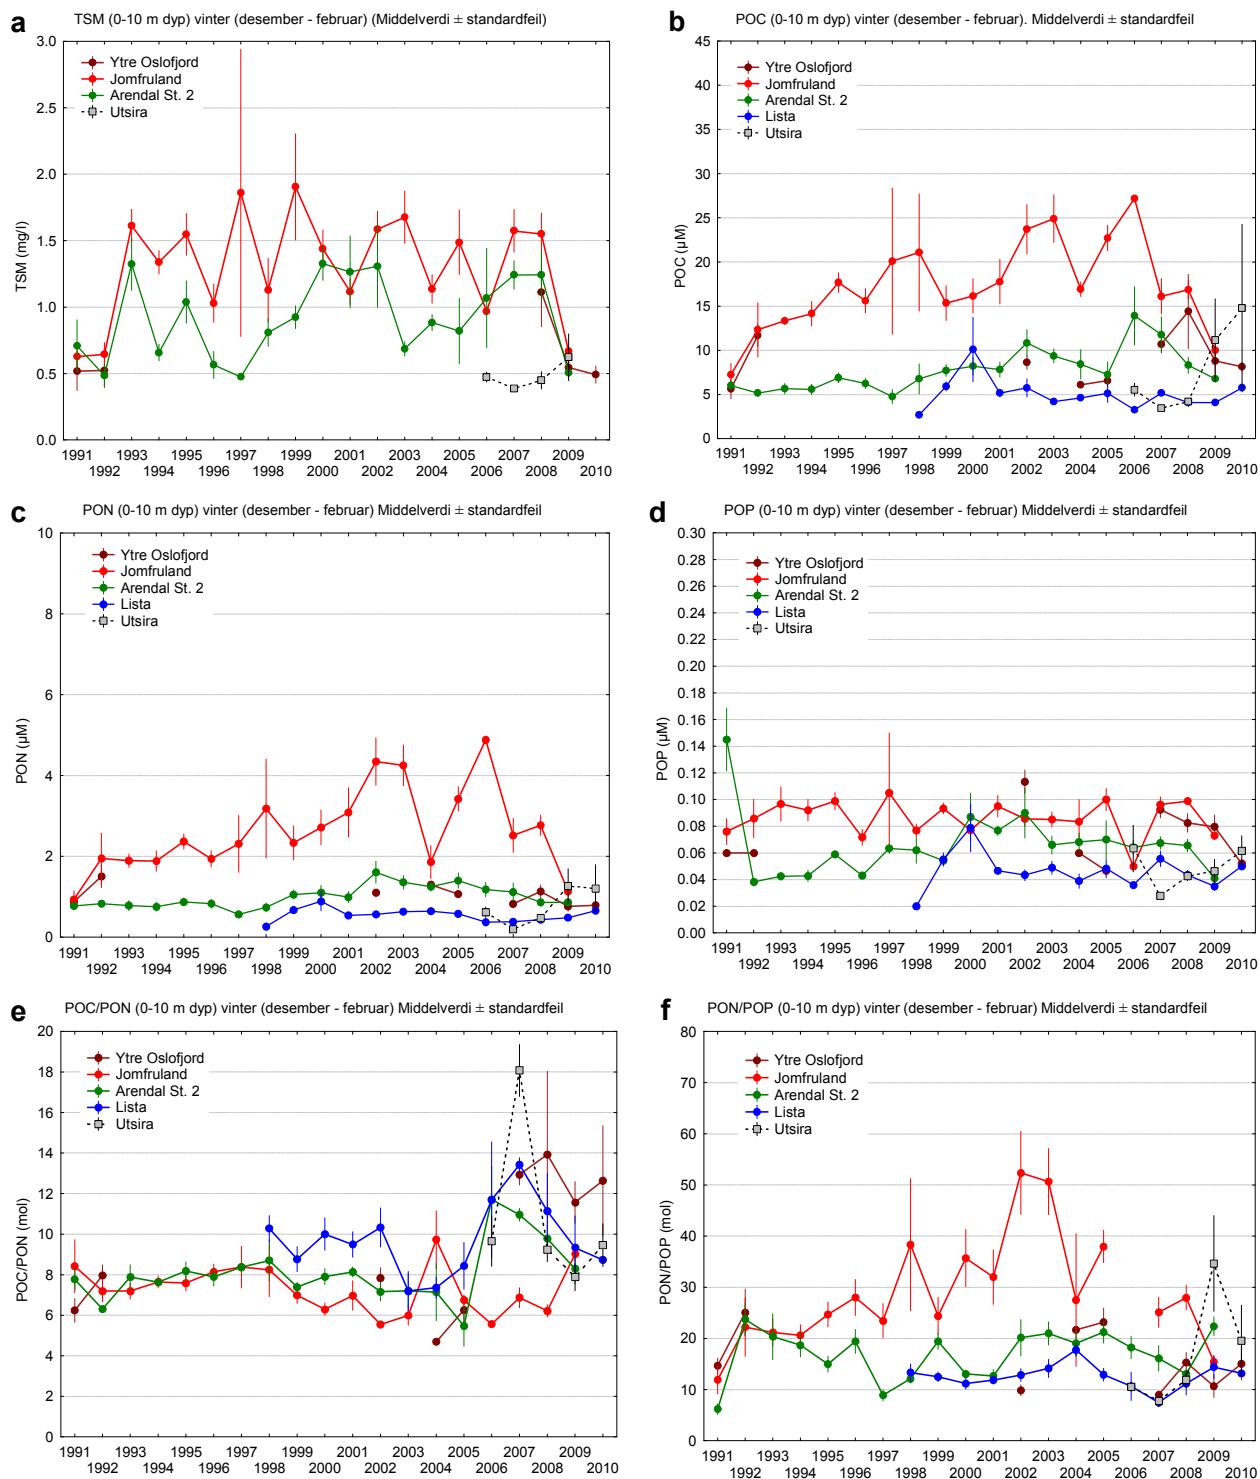 a
TSM (0-10 m dyp) vinter (desember - februar) (Middelverdi ± standardfeil)
3.0
2.5
2.0
1.5
1.0
0.5
0.0
TSM (mg/l)
Ytre Oslofjord
Jomfruland
Arendal St. 2
Utsira
1991 1993 1995 1997 1999 2001 2003 2005 2007 2009
1992 1994 1996 1998 2000 2002 2004 2006 2008 2010
b
POC (0-10 m dyp) vinter (desember - februar). Middelverdi ± standardfeil
45
40
35
30
25
20
15
10
5
0
POC (µM)
Ytre Oslofjord
Jomfruland
Arendal St. 2
Lista
Utsira
1991 1993 1995 1997 1999 2001 2003 2005 2007 2009
1992 1994 1996 1998 2000 2002 2004 2006 2008 2010
c
PON (0-10 m dyp) vinter (desember - februar) Middelverdi ± standardfeil
10
8
6
4
2
0
PON (µM)
Ytre Oslofjord
Jomfruland
Arendal St. 2
Lista
Utsira
1991 1993 1995 1997 1999 2001 2003 2005 2007 2009
1992 1994 1996 1998 2000 2002 2004 2006 2008 2010
d
POP (0-10 m dyp) vinter (desember - februar) Middelverdi ± standardfeil
0.30
0.28
0.26
0.24
0.22
0.20
0.18
0.16
0.14
0.12
0.10
0.08
0.06
0.04
0.02
0.00
POP (µM)
Ytre Oslofjord
Jomfruland
Arendal St. 2
Lista
Utsira
1991 1993 1995 1997 1999 2001 2003 2005 2007 2009
1992 1994 1996 1998 2000 2002 2004 2006 2008 2010
e
POC/PON (0-10 m dyp) vinter (desember - februar) Middelverdi ± standardfeil
20
18
16
14
12
10
8
6
4
2
0
POC/PON (mol)
Ytre Oslofjord
Jomfruland
Arendal St. 2
Lista
Utsira
1991 1993 1995 1997 1999 2001 2003 2005 2007 2009
1992 1994 1996 1998 2000 2002 2004 2006 2008 2010
f
PON/POP (0-10 m dyp) vinter (desember - februar) Middelverdi ± standardfeil
80
70
60
50
40
30
20
10
0
PON/POP (mol)
Ytre Oslofjord
Jomfruland
Arendal St. 2
Lista
Utsira
1991 1993 1995 1997 1999 2001 2003 2005 2007 2009
1992 1994 1996 1998 2000 2002 2004 2006 2008 2010